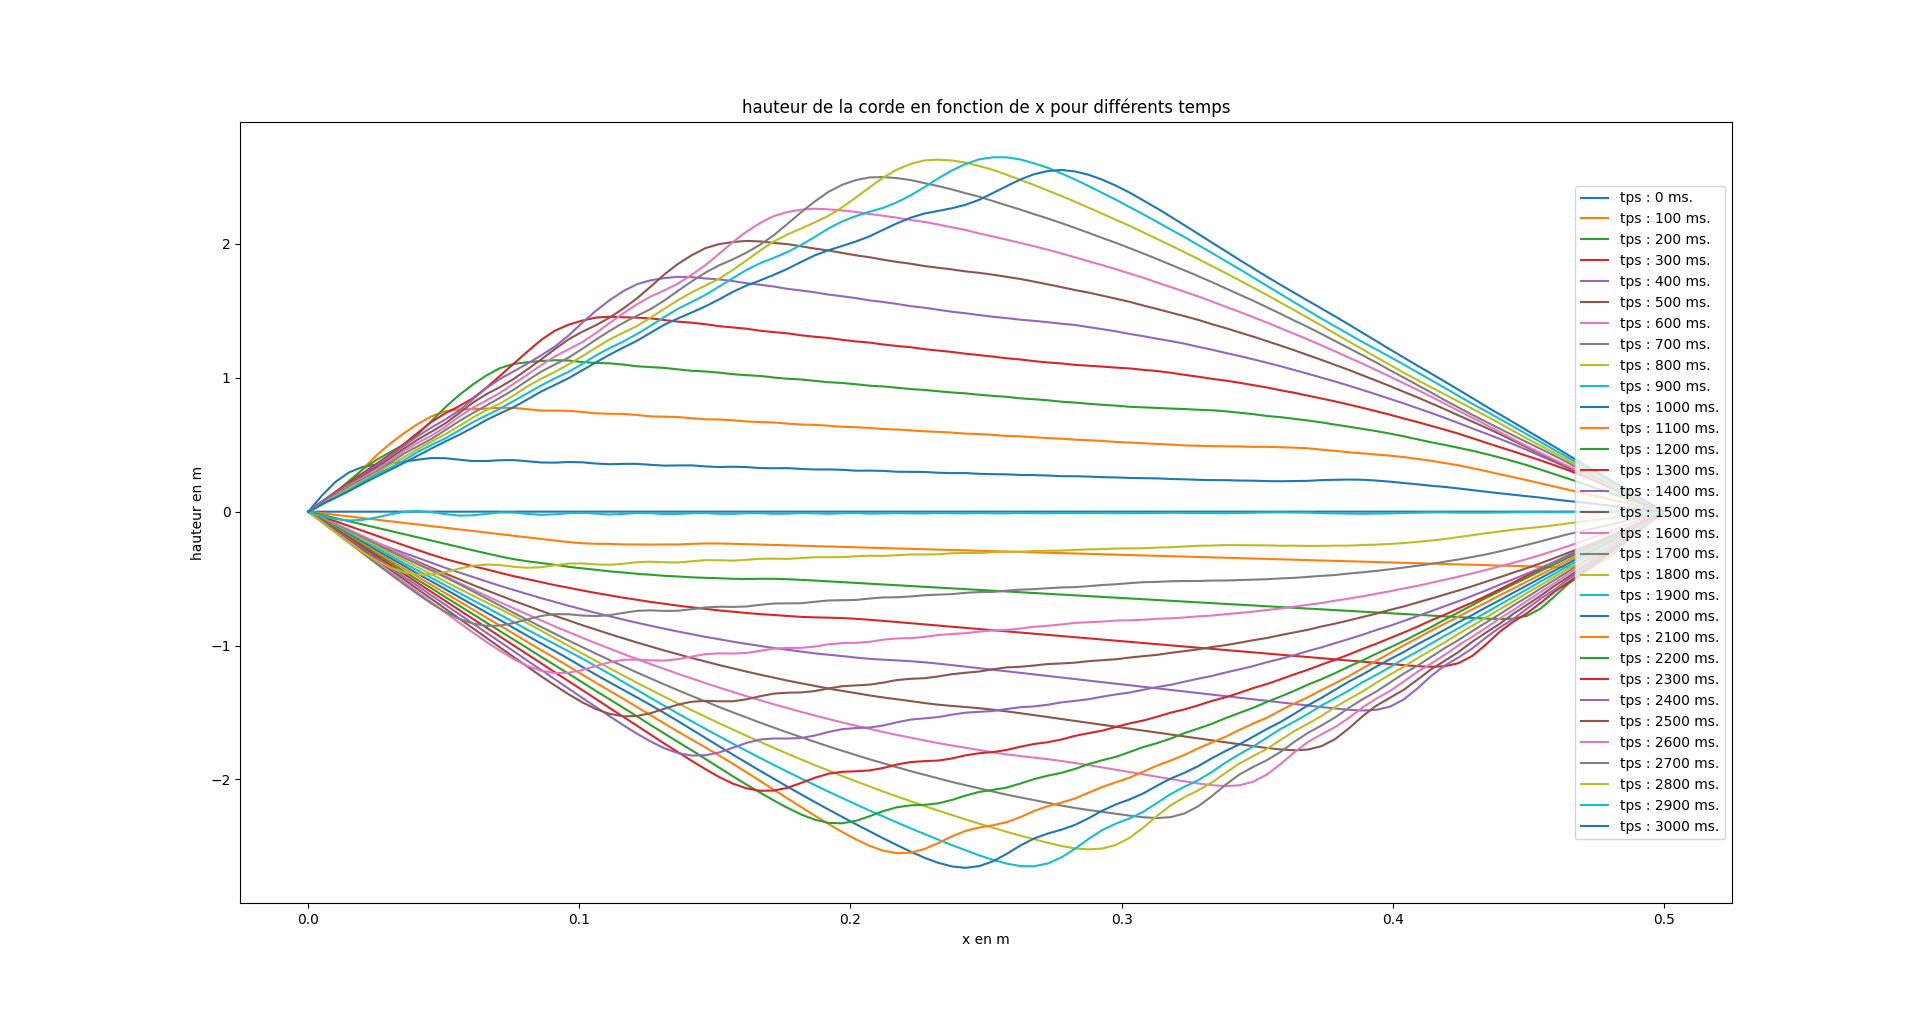 hauteur de la corde en fonction de x pour différents temps
hauteur en m
2
1
0
−1
−2
0.0
0.1
0.2
0.3
0.4
0.5
x en m
tps : 0 ms.
tps : 100 ms.
tps : 200 ms.
tps : 300 ms.
tps : 400 ms.
tps : 500 ms.
tps : 600 ms.
tps : 700 ms.
tps : 800 ms.
tps : 900 ms.
tps : 1000 ms.
tps : 1100 ms.
tps : 1200 ms.
tps : 1300 ms.
tps : 1400 ms.
tps : 1500 ms.
tps : 1600 ms.
tps : 1700 ms.
tps : 1800 ms.
tps : 1900 ms.
tps : 2000 ms.
tps : 2100 ms.
tps : 2200 ms.
tps : 2300 ms.
tps : 2400 ms.
tps : 2500 ms.
tps : 2600 ms.
tps : 2700 ms.
tps : 2800 ms.
tps : 2900 ms.
tps : 3000 ms.